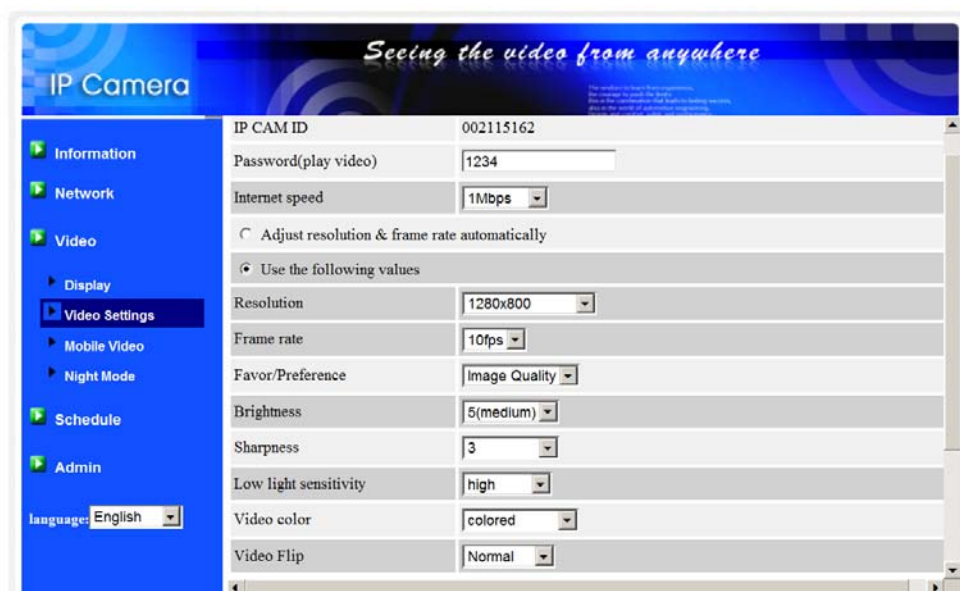 Seeing the video from anywhere
IP Camera
Information
Network
Video
Display
Video Settings
Mobile Video
Night Mode
Schedule
Admin
language: English
IP CAM ID 002115162
Password(play video) 1234
Internet speed 1Mbps
Adjust resolution & frame rate automatically
Use the following values
Resolution 1280x800
Frame rate 10fps
Favor/Preference Image Quality
Brightness 5(medium)
Sharpness 3
Low light sensitivity high
Video color colored
Video Flip Normal